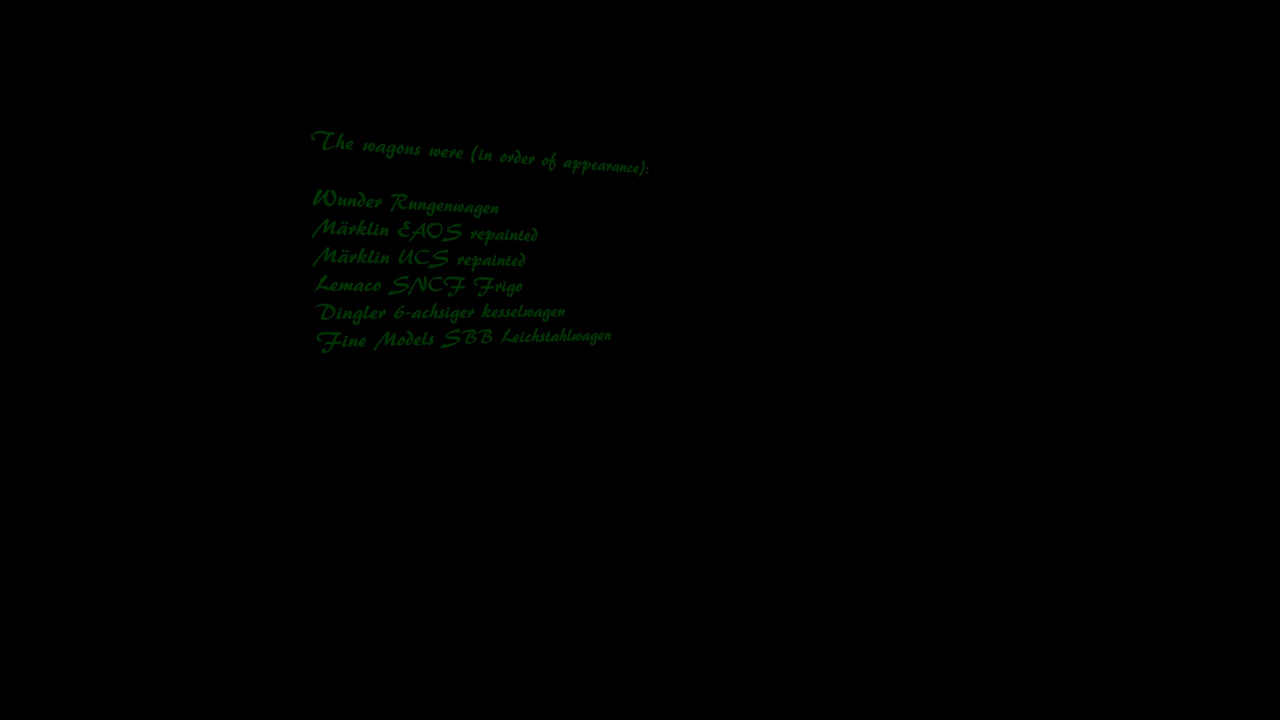 The wagons were (in order of appearance):
Wunder Rungenwagen
Märklin EAOS repainted
Märklin UCS repainted
Lemaco SNCF Frigo
Dingler 6-achsiger kesselwagen
Fine Models SBB Leichstahlwagen